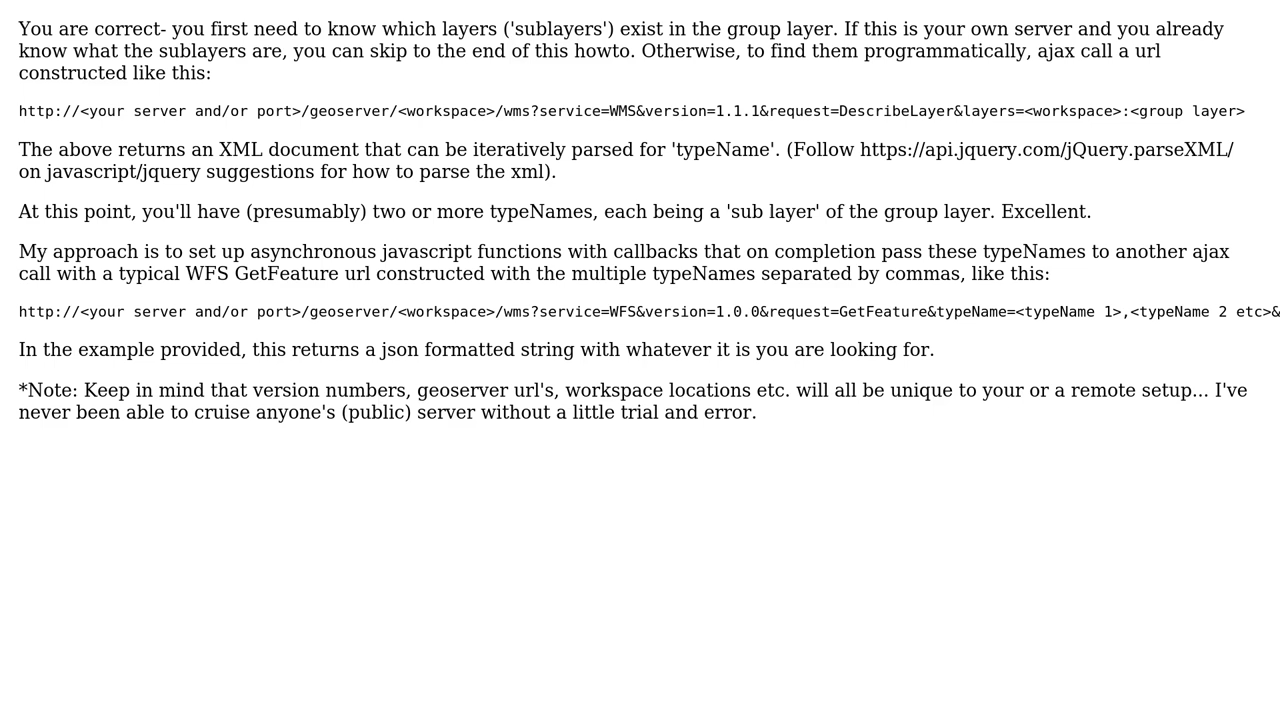 You are correct- you first need to know which layers ('sublayers') exist in the group layer. If this is your own server and you already
know what the sublayers are, you can skip to the end of this howto. Otherwise, to find them programmatically, ajax call a url
constructed like this:
http://<your server and/or port>/geoserver/<workspace>/wms?service=WMS&version=1.1.1&request=DescribeLayer&layers=<workspace>:<group layer>
The above returns an XML document that can be iteratively parsed for 'typeName'. (Follow https://api.jquery.com/jQuery.parseXML/
on javascript/jquery suggestions for how to parse the xml).
At this point, you'll have (presumably) two or more typeNames, each being a 'sub layer' of the group layer. Excellent.
My approach is to set up asynchronous javascript functions with callbacks that on completion pass these typeNames to another ajax
call with a typical WFS GetFeature url constructed with the multiple typeNames separated by commas, like this:
http://<your server and/or port>/geoserver/<workspace>/wms?service=WFS&version=1.0.0&request=GetFeature&typeName=<typeName 1>,<typeName 2 etc>&
In the example provided, this returns a json formatted string with whatever it is you are looking for.
*Note: Keep in mind that version numbers, geoserver url's, workspace locations etc. will all be unique to your or a remote setup... I've
never been able to cruise anyone's (public) server without a little trial and error.